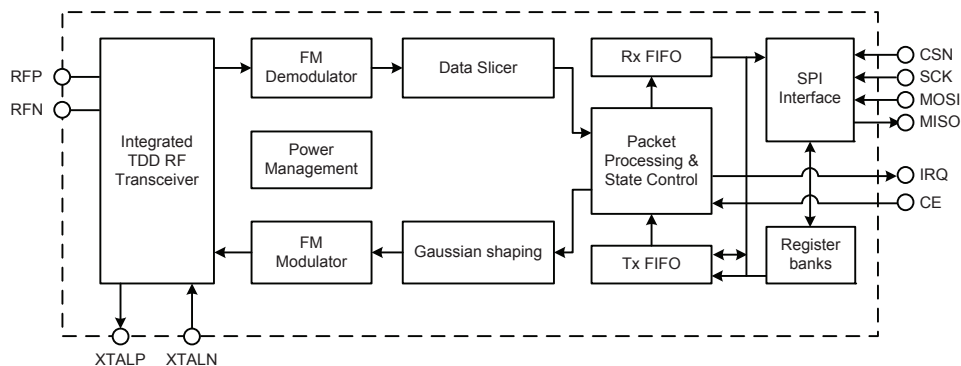 RFP
RFN
Integrated
TDD RF
Transceiver
FM
Demodulator
Data Slicer
Power
Management
FM
Modulator
Gaussian shaping
Rx FIFO
Packet
Processing &
State Control
Tx FIFO
SPI
Interface
Register
banks
CSN
SCK
MOSI
MISO
IRQ
CE
XTALP
XTALN